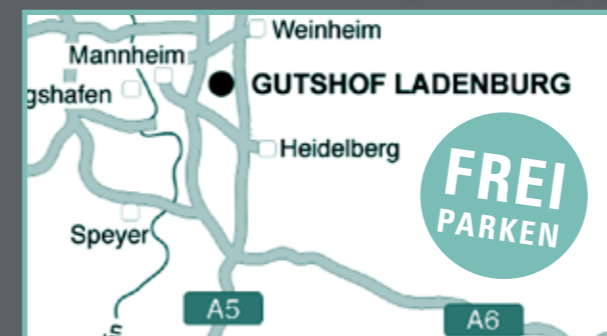 Weinheim
Mannheim
GUTSHOF LADENBURG
gshafen
Heidelberg
FREI
PARKEN
Speyer
A5
A6